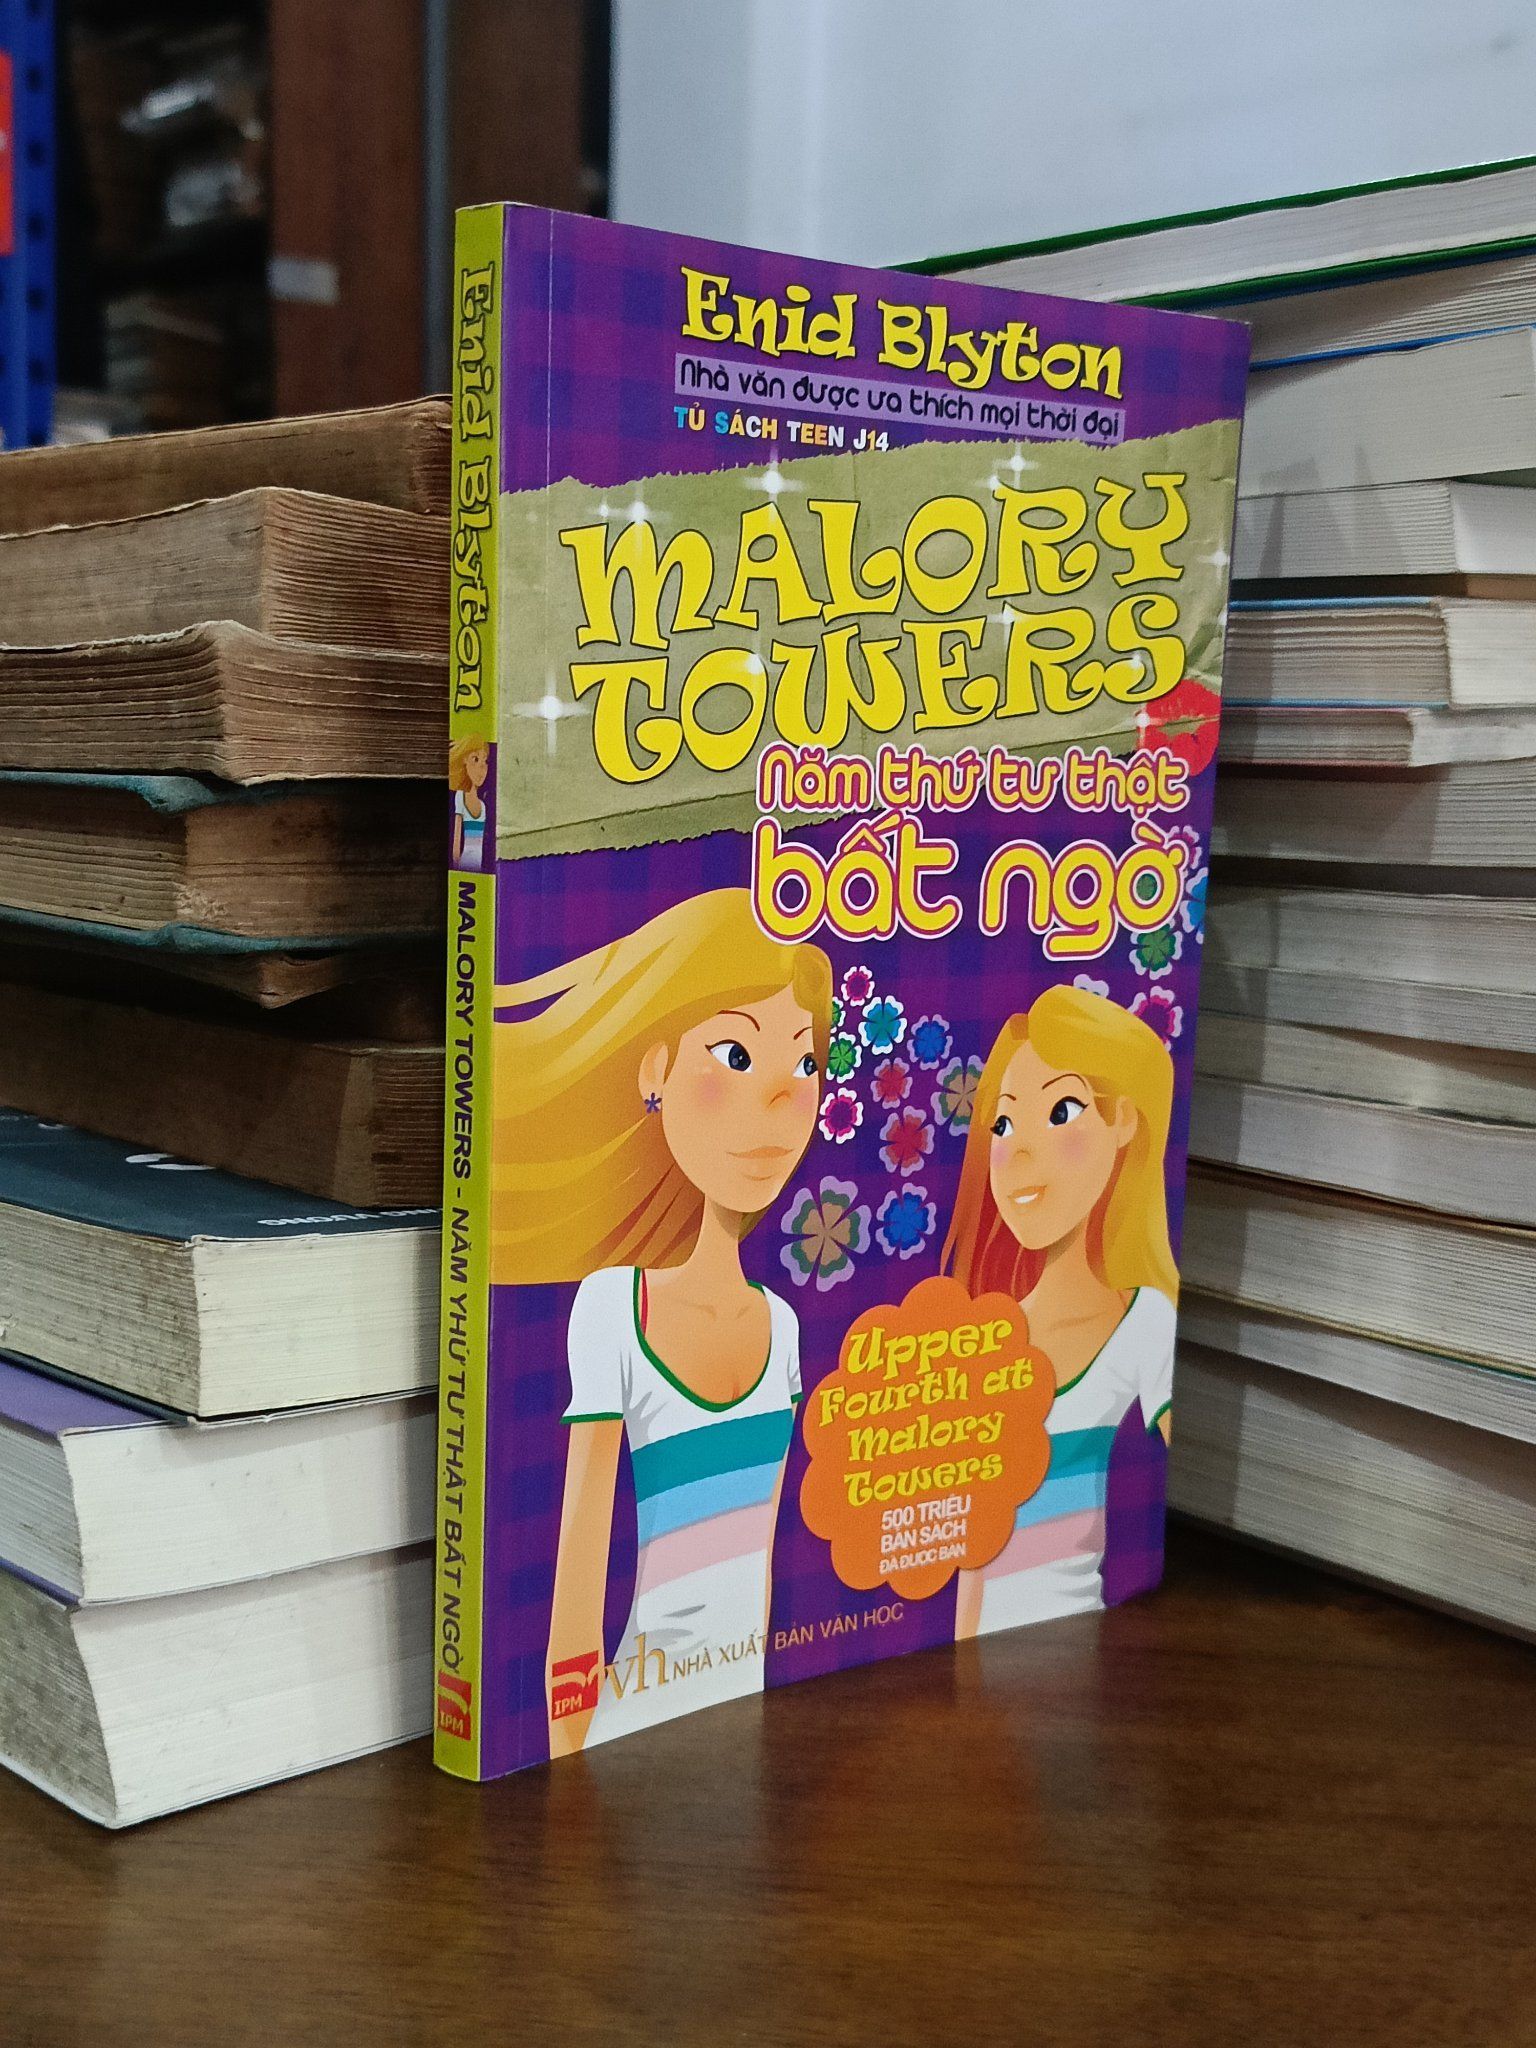 Enid Blyton
Nhà văn được ưa thích mọi thời đại
TỦ SÁCH TEEN J14
MALORY
TOWERS
Năm thứ tư thật
bất ngờ
Upper
Fourth at
Malory
Towers
500 TRIỆU
BẢN SÁCH
ĐÃ ĐƯỢC BÁN
IPM
vh NHÀ XUẤT BẢN VĂN HỌC
Enid Blyton
MALORY TOWERS - NĂM YHỨ TƯ THẬT BẤT NGỜ
IPM